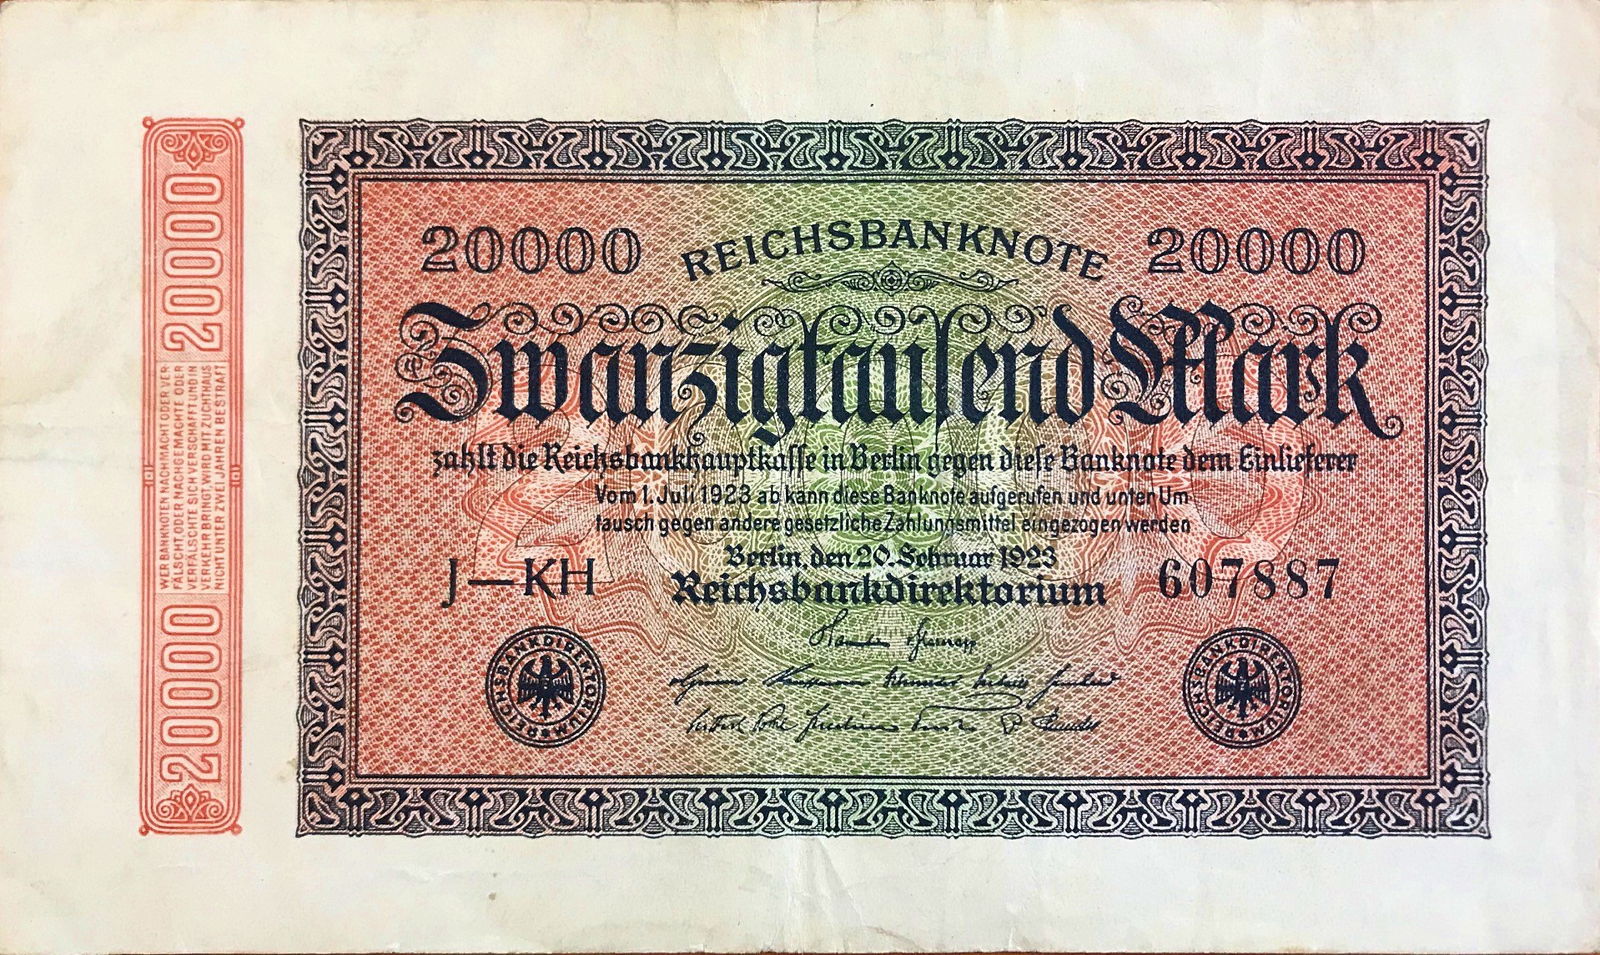 20000
WER BANKNOTEN NACHMACHT ODER VER-
FÄLSCHT, ODER NACHGEMACHTE ODER
VERFÄLSCHTE SICH VERSCHAFFT UND IN
VERKEHR BRINGT, WIRD MIT ZUCHTHAUS
NICHT UNTER ZWEI JAHREN BESTRAFT
20000
20000 REICHSBANKNOTE 20000
Zwanzigtausend Mark
zahlt die Reichsbankhauptkasse in Berlin gegen diese Banknote dem Einlieferer
Vom 1. Juli 1923 ab kann diese Banknote aufgerufen und unter Um
tausch gegen andere gesetzliche Zahlungsmittel eingezogen werden
Berlin, den 20. Februar 1923
J—KH Reichsbankdirektorium 607887
REICHSBANKDIREKTORIUM
REICHSBANKDIREKTORIUM